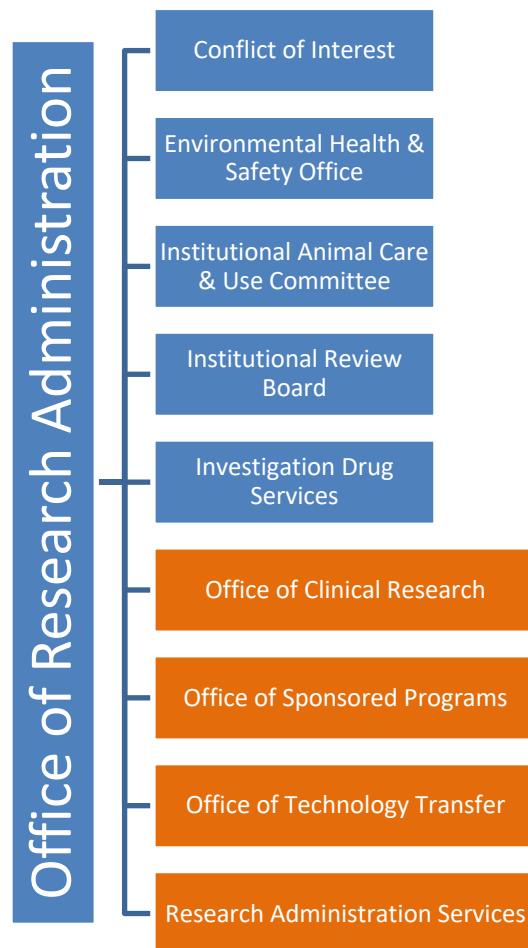 Office of Research Administration
Conflict of Interest
Environmental Health &
Safety Office
Institutional Animal Care
& Use Committee
Institutional Review
Board
Investigation Drug
Services
Office of Clinical Research
Office of Sponsored Programs
Office of Technology Transfer
Research Administration Services